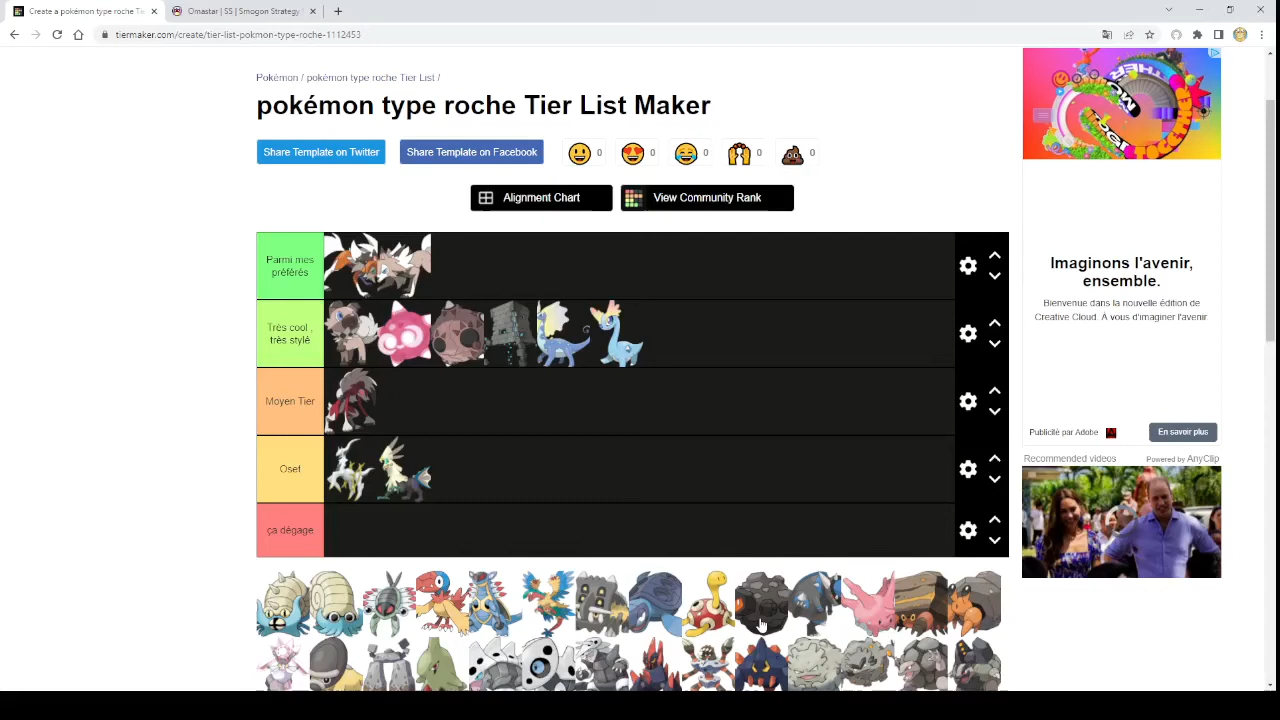 Create a pokémon type roche Tie
Omastar | SS | Smogon Strategy
tiermaker.com/create/tier-list-pokmon-type-roche-1112453
Pokémon / pokémon type roche Tier List /
pokémon type roche Tier List Maker
Share Template on Twitter
Share Template on Facebook
0
0
0
0
0
Alignment Chart
View Community Rank
Parmi mes
préférés
Très cool ,
très stylé
Moyen Tier
Osef
ça dégage
Imaginons l'avenir,
ensemble.
Bienvenue dans la nouvelle édition de
Creative Cloud. À vous d'imaginer l'avenir.
Publicité par Adobe
En savoir plus
Recommended videos
Powered by AnyClip